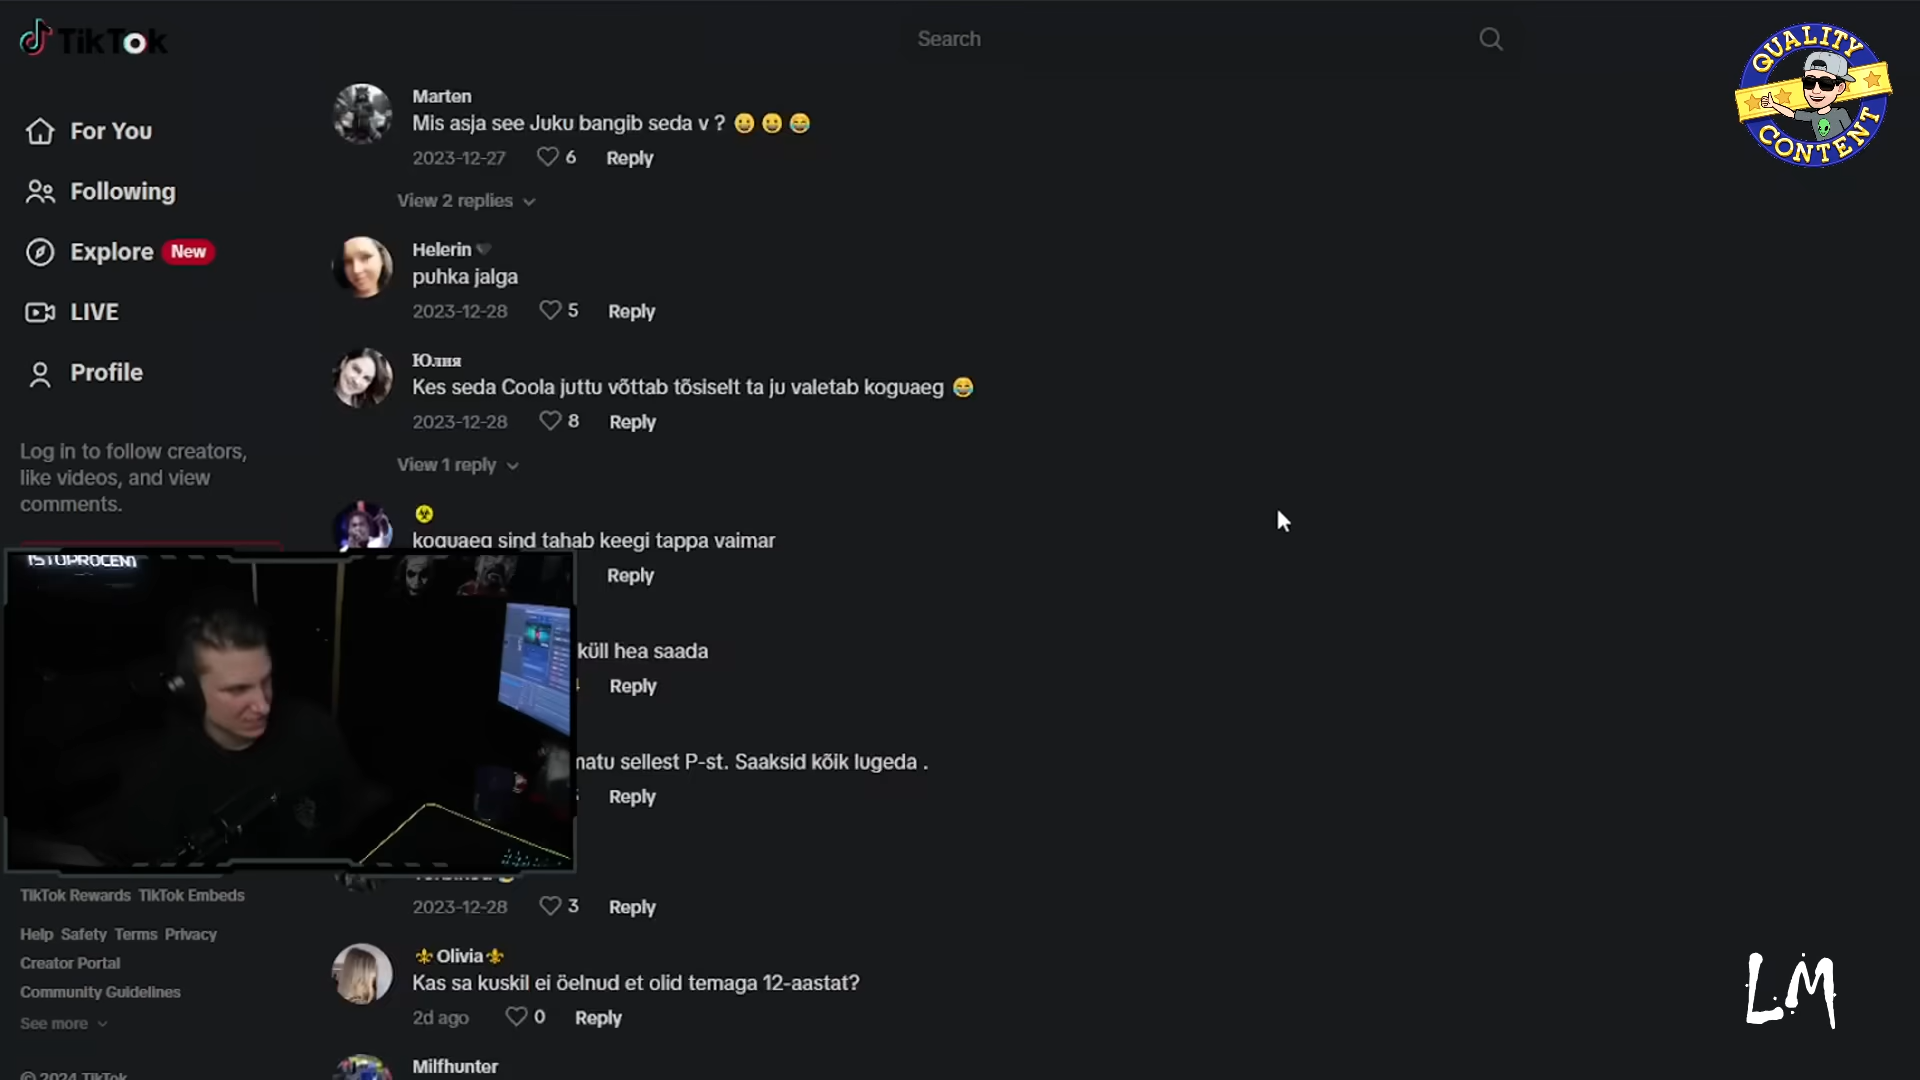 TikTok
Search
QUALITY
CONTENT
For You
Following
Explore New
LIVE
Profile
Log in to follow creators,
like videos, and view
comments.
Marten
Mis asja see Juku bangib seda v ? 😀 😀 😂
2023-12-27 6 Reply
View 2 replies
Helerin
puhka jalga
2023-12-28 5 Reply
Юлия
Kes seda Coola juttu võttab tõsiselt ta ju valetab koguaeg 😂
2023-12-28 8 Reply
View 1 reply
☣
koguaeg sind tahab keegi tappa vaimar
Reply
küll hea saada
Reply
sellest P-st. Saaksid kõik lugeda .
Reply
2023-12-28 3 Reply
⚜Olivia⚜
Kas sa kuskil ei öelnud et olid temaga 12-aastat?
2d ago 0 Reply
Milfhunter
1STUPROCENT
TikTok Rewards TikTok Embeds
Help Safety Terms Privacy
Creator Portal
Community Guidelines
See more
© 2024 TikTok
LM